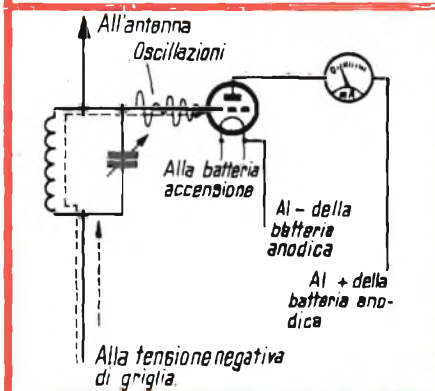 All'antenna
Oscillazioni
mA
Alla batteria
accensione
Al - della
batteria
anodica
Al + della
batteria ano-
dica
Alla tensione negativa
di griglia.